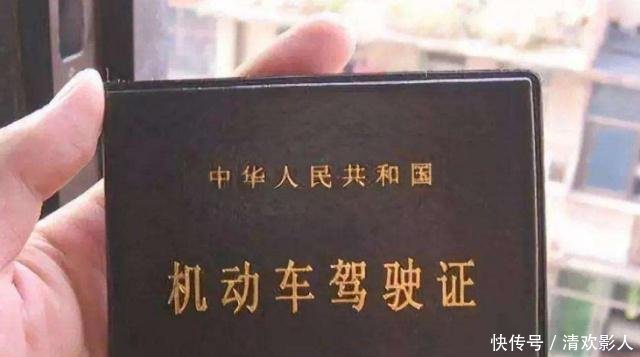 中华人民共和国
机动车驾驶证
快传号／清欢影人